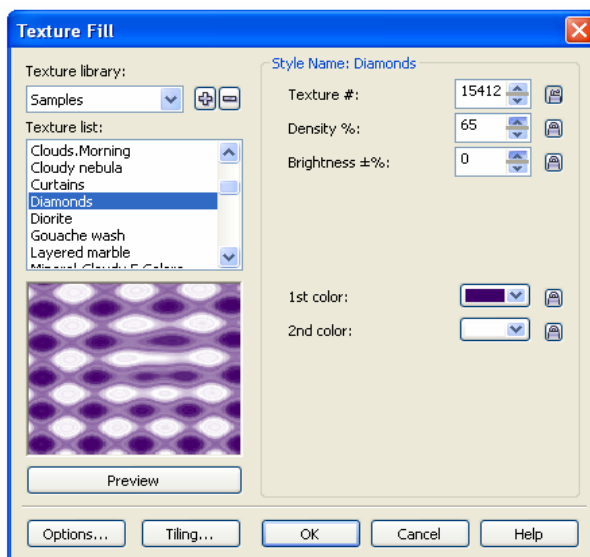 Texture Fill
Texture library:
Samples
Texture list:
Clouds.Morning
Cloudy nebula
Curtains
Diamonds
Diorite
Gouache wash
Layered marble
Style Name: Diamonds
Texture #: 15412
Density %: 65
Brightness ±%: 0
1st color:
2nd color:
Preview
Options... Tiling... OK Cancel Help